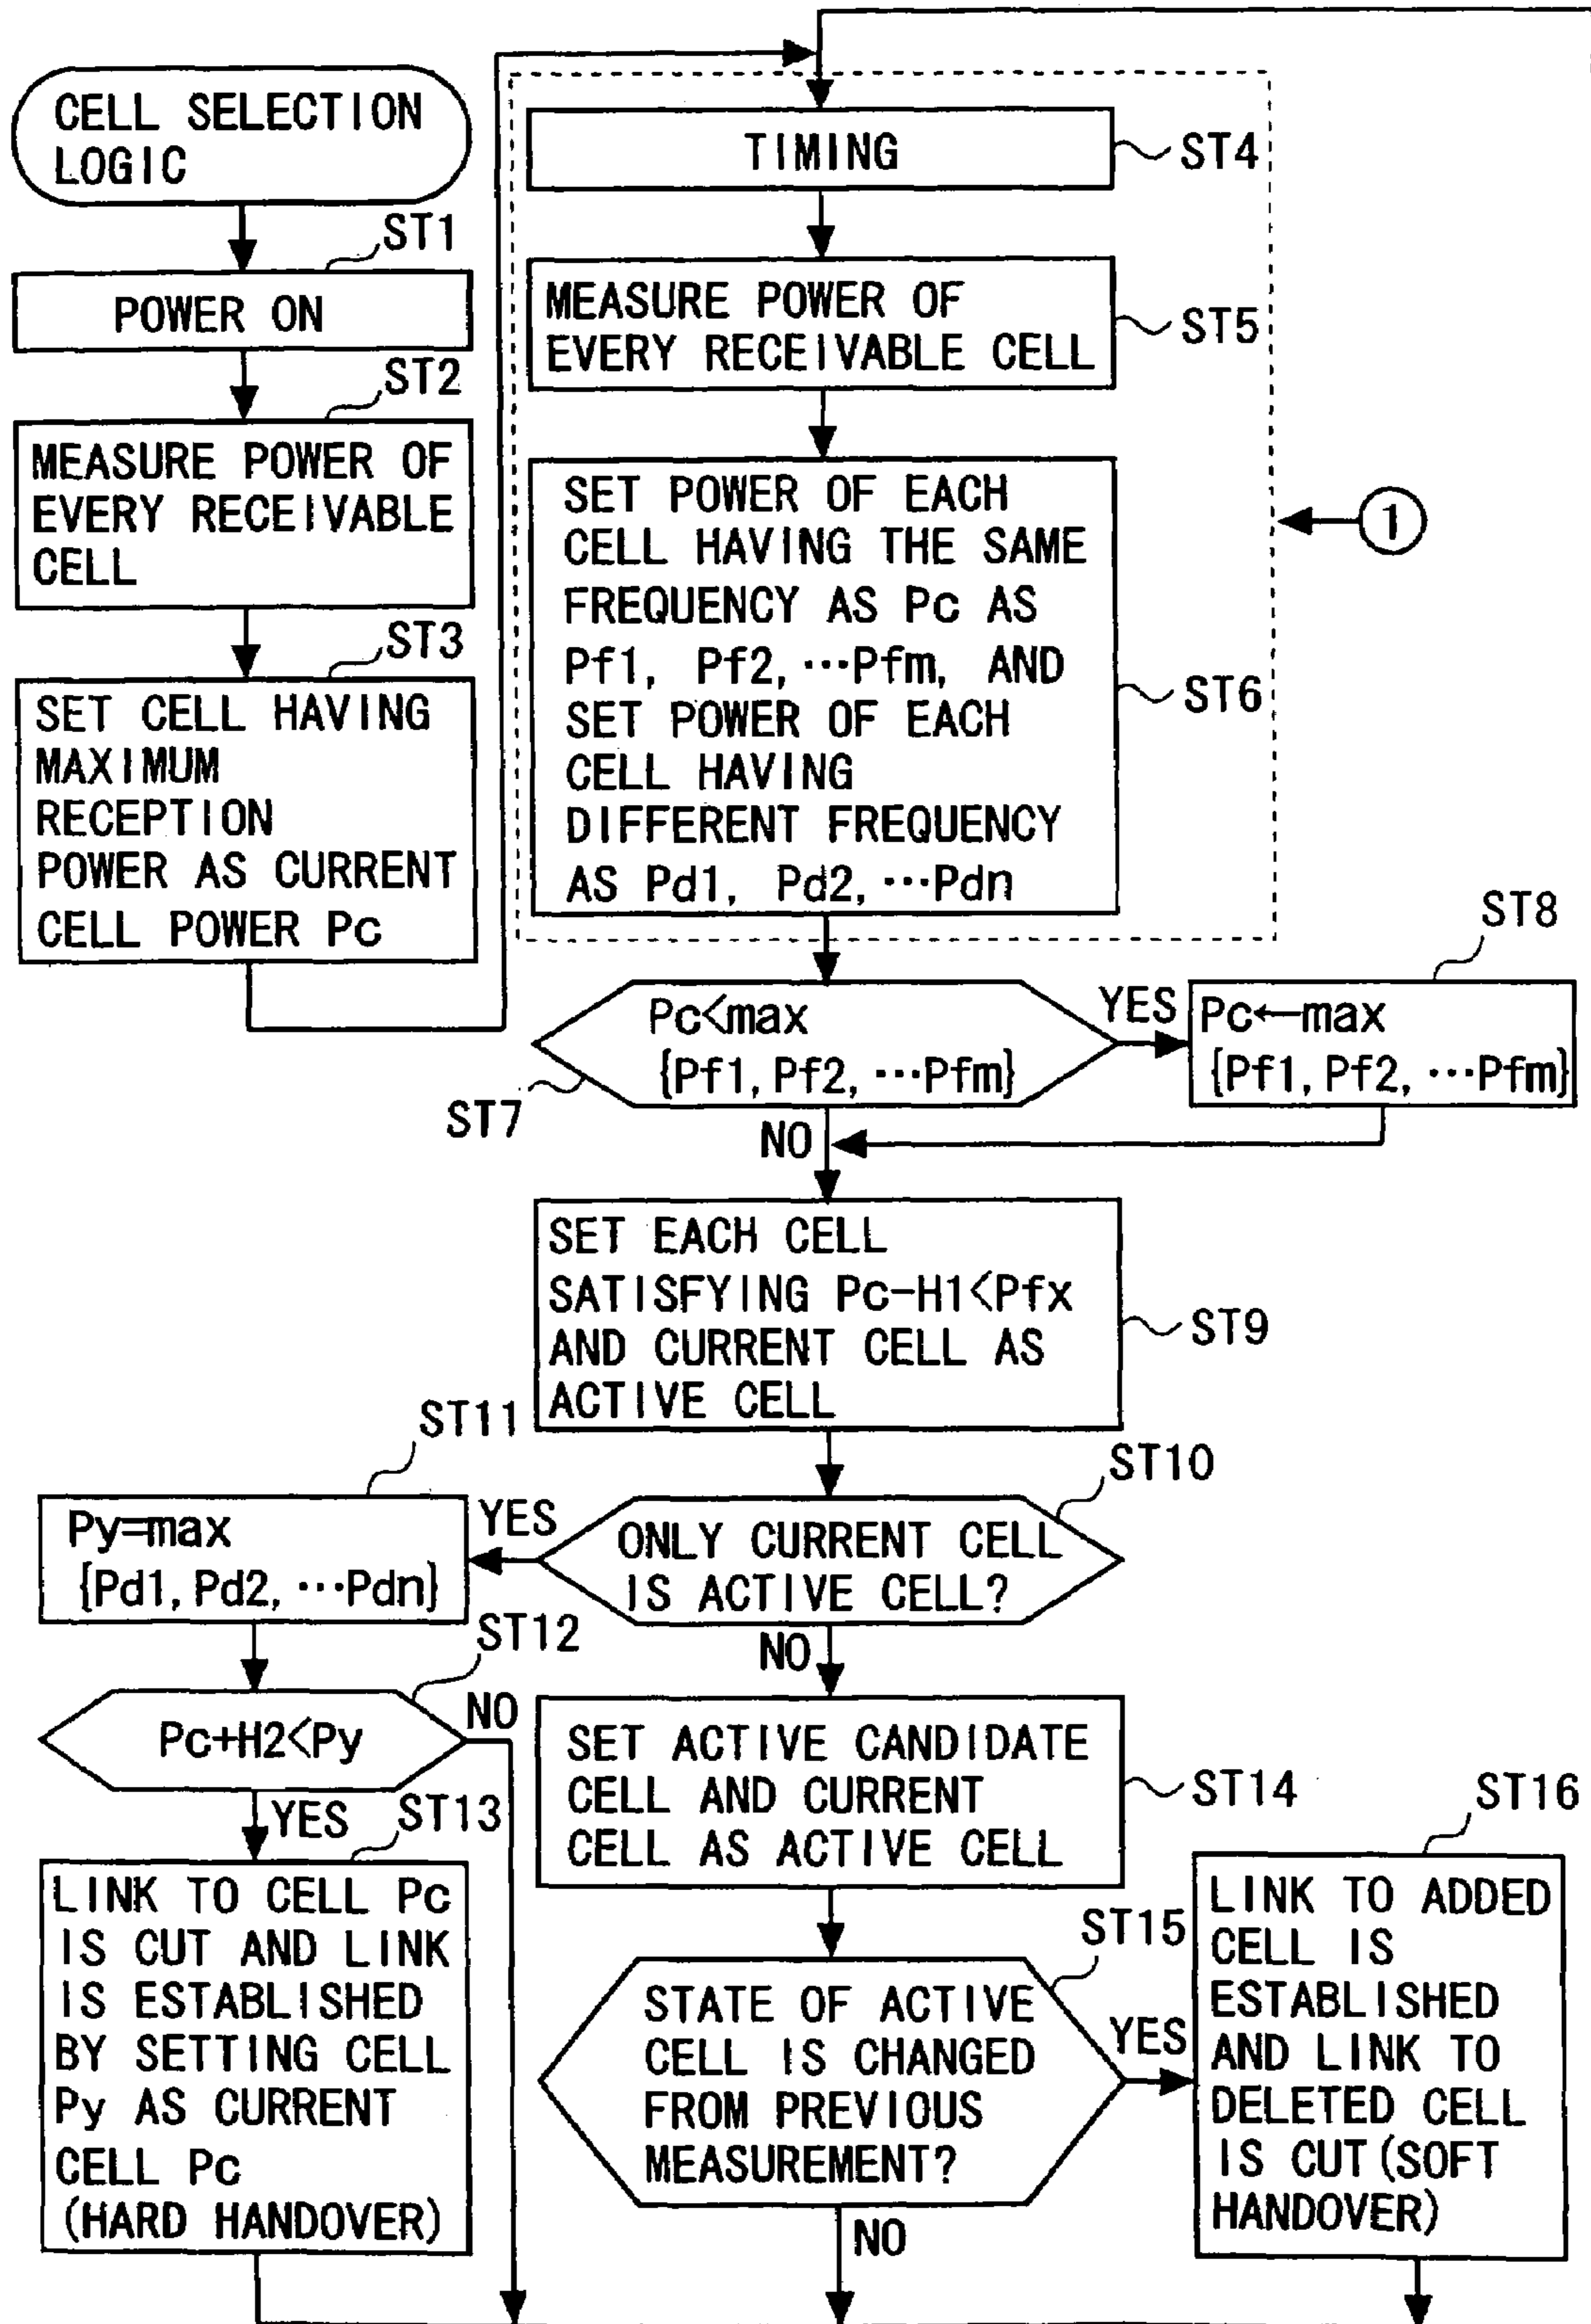 CELL SELECTION
LOGIC
ST1
POWER ON
ST2
MEASURE POWER OF
EVERY RECEIVABLE
CELL
ST3
SET CELL HAVING
MAXIMUM
RECEPTION
POWER AS CURRENT
CELL POWER Pc
TIMING
ST4
MEASURE POWER OF
EVERY RECEIVABLE CELL
ST5
SET POWER OF EACH
CELL HAVING THE SAME
FREQUENCY AS Pc AS
Pf1, Pf2, ···Pfm, AND
SET POWER OF EACH
CELL HAVING
DIFFERENT FREQUENCY
AS Pd1, Pd2, ···Pdn
ST6
1
Pc<max
{Pf1, Pf2, ···Pfm}
ST7
YES
NO
ST8
Pc←max
{Pf1, Pf2, ···Pfm}
SET EACH CELL
SATISFYING Pc-H1<Pfx
AND CURRENT CELL AS
ACTIVE CELL
ST9
ST10
ONLY CURRENT CELL
IS ACTIVE CELL?
YES
NO
ST11
Py=max
{Pd1, Pd2, ···Pdn}
ST12
Pc+H2<Py
NO
YES
ST13
LINK TO CELL Pc
IS CUT AND LINK
IS ESTABLISHED
BY SETTING CELL
Py AS CURRENT
CELL Pc
(HARD HANDOVER)
SET ACTIVE CANDIDATE
CELL AND CURRENT
CELL AS ACTIVE CELL
ST14
ST15
STATE OF ACTIVE
CELL IS CHANGED
FROM PREVIOUS
MEASUREMENT?
YES
NO
ST16
LINK TO ADDED
CELL IS
ESTABLISHED
AND LINK TO
DELETED CELL
IS CUT(SOFT
HANDOVER)